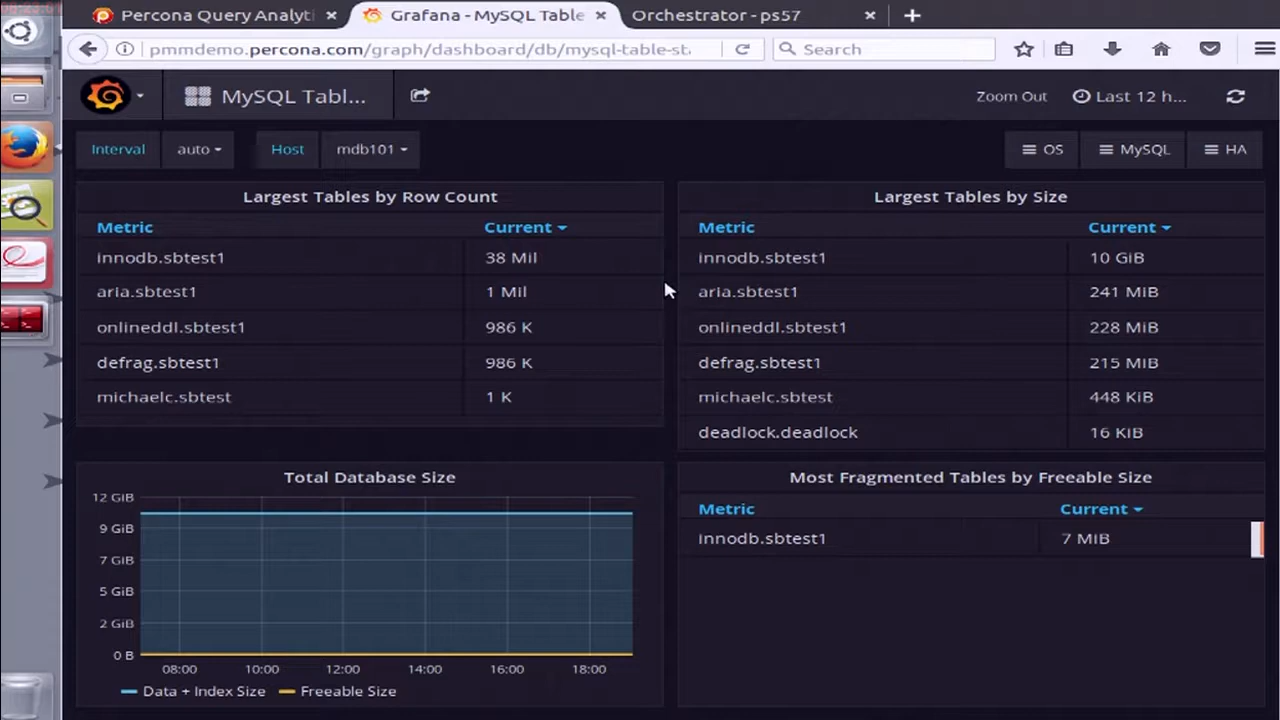 Percona Query Analyti
Grafana - MySQL Table
Orchestrator - ps57
pmmdemo.percona.com/graph/dashboard/db/mysql-table-st
Search
MySQL Tabl...
Zoom Out
Last 12 h...
Interval
auto
Host
mdb101
OS
MySQL
HA
Largest Tables by Row Count
Metric Current
innodb.sbtest1 38 Mil
aria.sbtest1 1 Mil
onlineddl.sbtest1 986 K
defrag.sbtest1 986 K
michaelc.sbtest 1 K
Largest Tables by Size
Metric Current
innodb.sbtest1 10 GiB
aria.sbtest1 241 MiB
onlineddl.sbtest1 228 MiB
defrag.sbtest1 215 MiB
michaelc.sbtest 448 KiB
deadlock.deadlock 16 KiB
Total Database Size
12 GiB
9 GiB
7 GiB
5 GiB
2 GiB
0 B
08:00 10:00 12:00 14:00 16:00 18:00
Data + Index Size Freeable Size
Most Fragmented Tables by Freeable Size
Metric Current
innodb.sbtest1 7 MiB